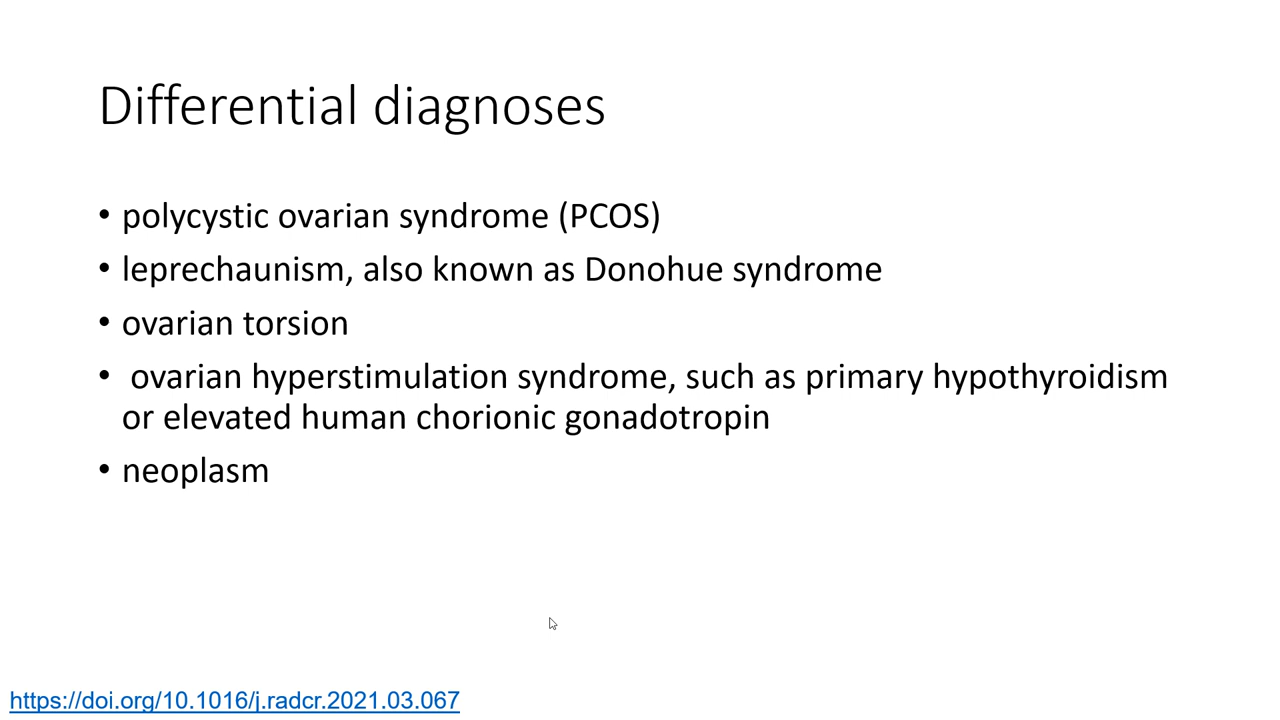 Differential diagnoses
• polycystic ovarian syndrome (PCOS)
• leprechaunism, also known as Donohue syndrome
• ovarian torsion
• ovarian hyperstimulation syndrome, such as primary hypothyroidism
or elevated human chorionic gonadotropin
• neoplasm
https://doi.org/10.1016/j.radcr.2021.03.067